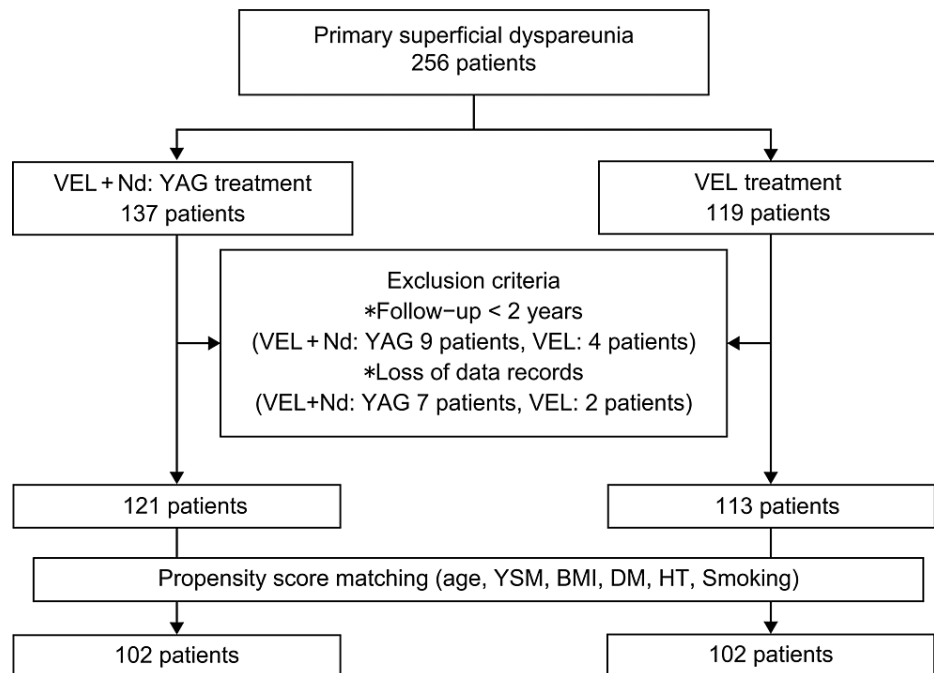 Primary superficial dyspareunia
256 patients
VEL + Nd: YAG treatment
137 patients
VEL treatment
119 patients
Exclusion criteria
*Follow-up < 2 years
(VEL + Nd: YAG 9 patients, VEL: 4 patients)
*Loss of data records
(VEL+Nd: YAG 7 patients, VEL: 2 patients)
121 patients
113 patients
Propensity score matching (age, YSM, BMI, DM, HT, Smoking)
102 patients
102 patients